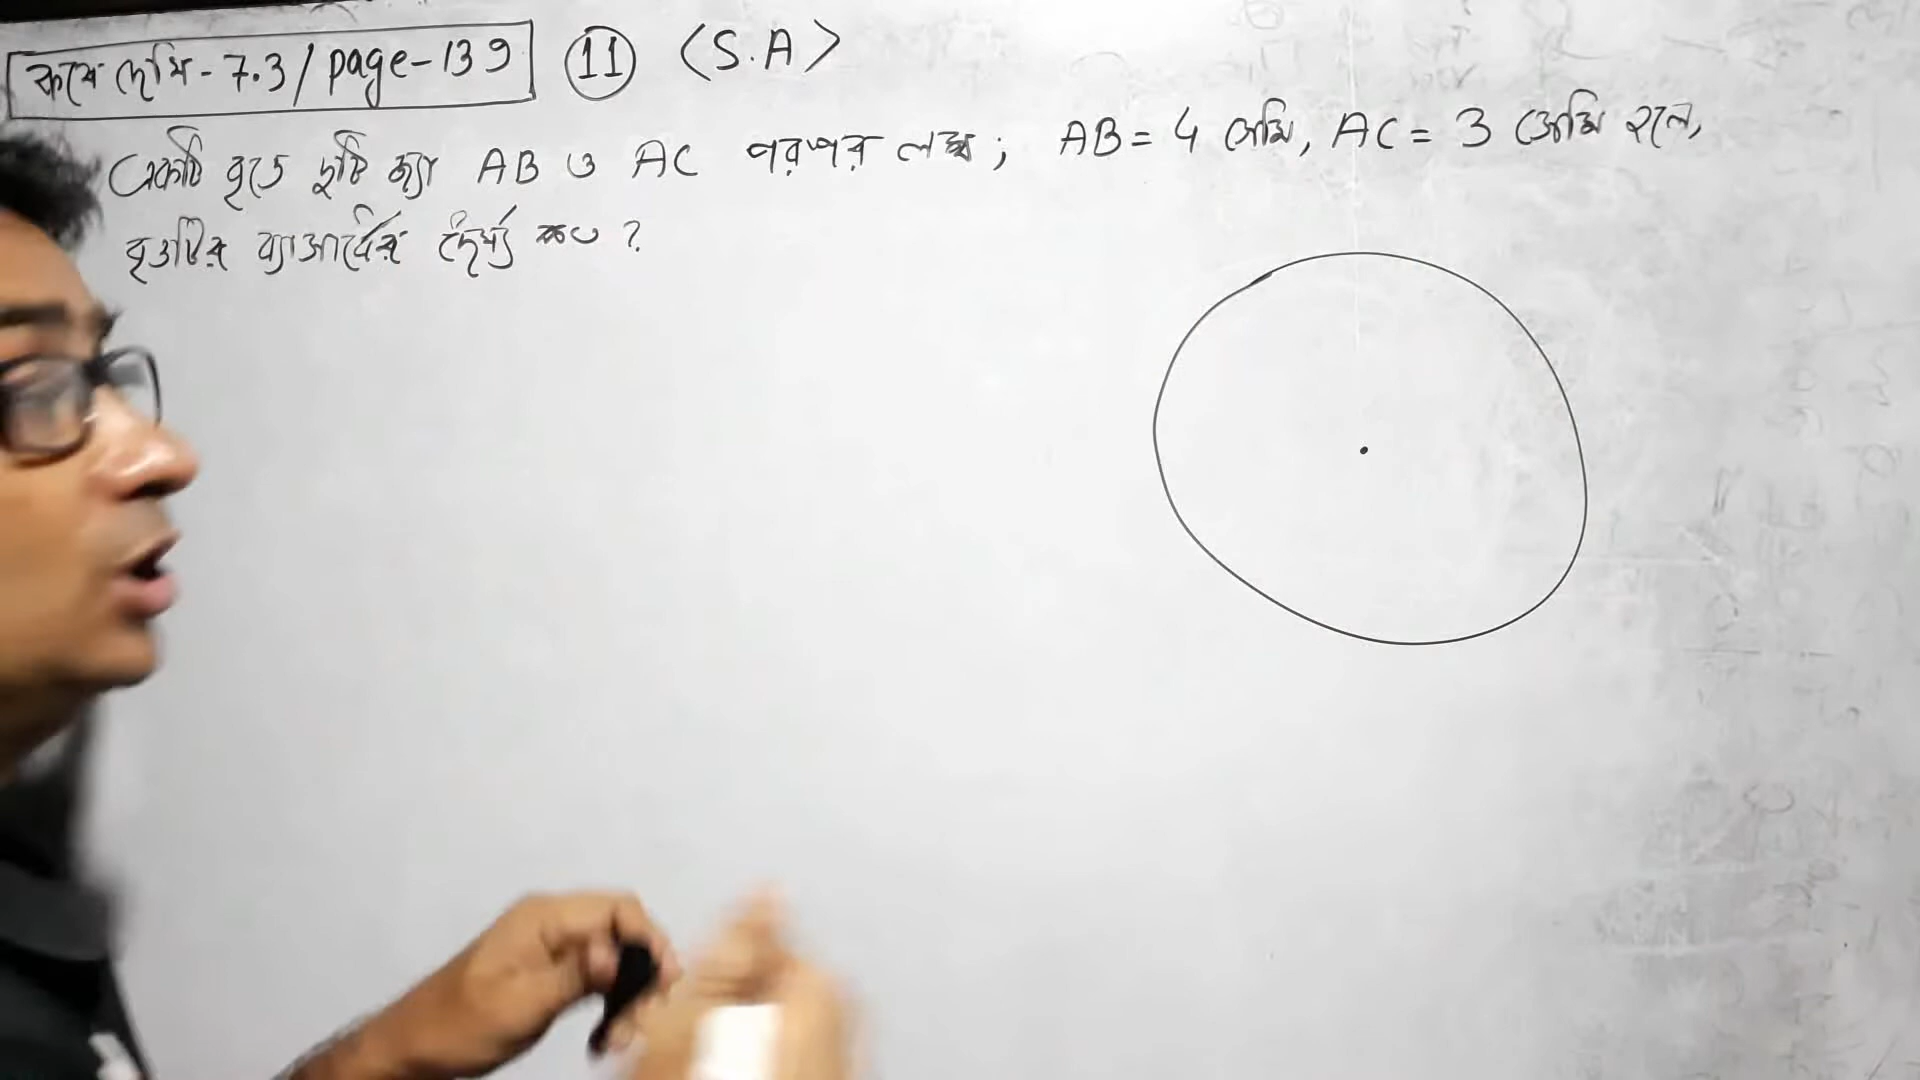 কষে দেখি - 7.3 / page - 139 11 <S.A>
একটি বৃত্তে দুটি জ্যা AB ও AC পরস্পর লম্ব ; AB = 4 সেমি, AC = 3 সেমি হলে,
বৃত্তটির ব্যাসার্ধের দৈর্ঘ্য কত ?